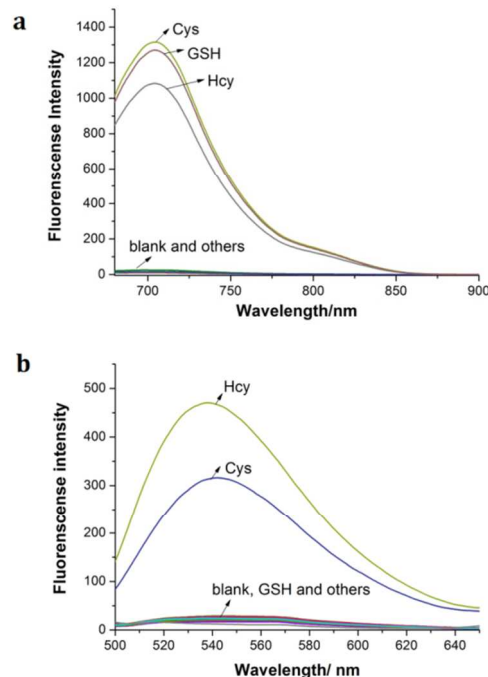 a
Cys
GSH
Hcy
blank and others
Fluorenscense Intensity
1400
1200
1000
800
600
400
200
0
700 750 800 850 900
Wavelength/nm
b
Hcy
Cys
blank, GSH and others
Fluorenscense intensity
500
400
300
200
100
0
500 520 540 560 580 600 620 640
Wavelength/ nm